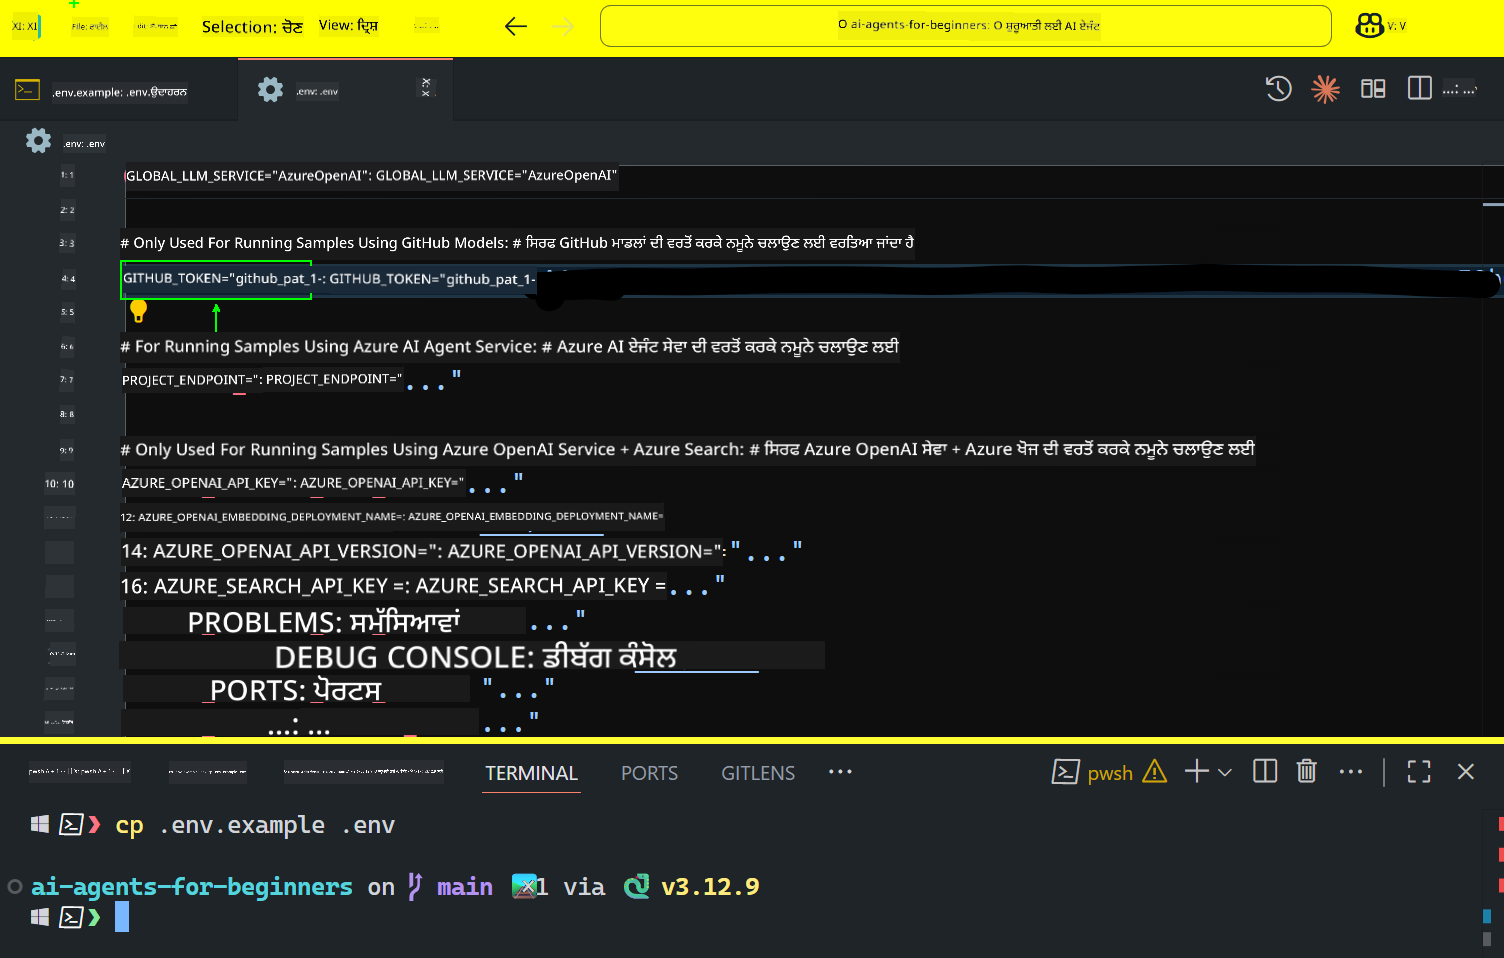 XI: XI File: ਫਾਈਲ Selection: ਚੋਣ View: ਦ੍ਰਿਸ਼ O ai-agents-for-beginners: O ਸ਼ੁਰੂਆਤੀ ਲਈ AI ਏਜੰਟ V: V
.env.example: .env.ਉਦਾਹਰਨ .env: .env ...: ...
.env: .env
1: 1 GLOBAL_LLM_SERVICE="AzureOpenAI": GLOBAL_LLM_SERVICE="AzureOpenAI"
2: 2
3: 3 # Only Used For Running Samples Using GitHub Models: # ਸਿਰਫ GitHub ਮਾਡਲਾਂ ਦੀ ਵਰਤੋਂ ਕਰਕੇ ਨਮੂਨੇ ਚਲਾਉਣ ਲਈ ਵਰਤਿਆ ਜਾਂਦਾ ਹੈ
4: 4 GITHUB_TOKEN="github_pat_1-: GITHUB_TOKEN="github_pat_1-
5: 5
6: 6 # For Running Samples Using Azure AI Agent Service: # Azure AI ਏਜੰਟ ਸੇਵਾ ਦੀ ਵਰਤੋਂ ਕਰਕੇ ਨਮੂਨੇ ਚਲਾਉਣ ਲਈ
7: 7 PROJECT_ENDPOINT=": PROJECT_ENDPOINT=" ..."
8: 8
9: 9 # Only Used For Running Samples Using Azure OpenAI Service + Azure Search: # ਸਿਰਫ Azure OpenAI ਸੇਵਾ + Azure ਖੋਜ ਦੀ ਵਰਤੋਂ ਕਰਕੇ ਨਮੂਨੇ ਚਲਾਉਣ ਲਈ
10: 10 AZURE_OPENAI_API_KEY=": AZURE_OPENAI_API_KEY=" ..."
12: AZURE_OPENAI_EMBEDDING_DEPLOYMENT_NAME=: AZURE_OPENAI_EMBEDDING_DEPLOYMENT_NAME=
14: AZURE_OPENAI_API_VERSION=": AZURE_OPENAI_API_VERSION=": "..."
16: AZURE_SEARCH_API_KEY =: AZURE_SEARCH_API_KEY = ..."
PROBLEMS: ਸਮੱਸਿਆਵਾਂ ..."
DEBUG CONSOLE: ਡੀਬੱਗ ਕੰਸੋਲ
PORTS: ਪੋਰਟਸ "..."
...: ... ..."
TERMINAL PORTS GITLENS ... pwsh ...
cp .env.example .env
ai-agents-for-beginners on main 1 via v3.12.9